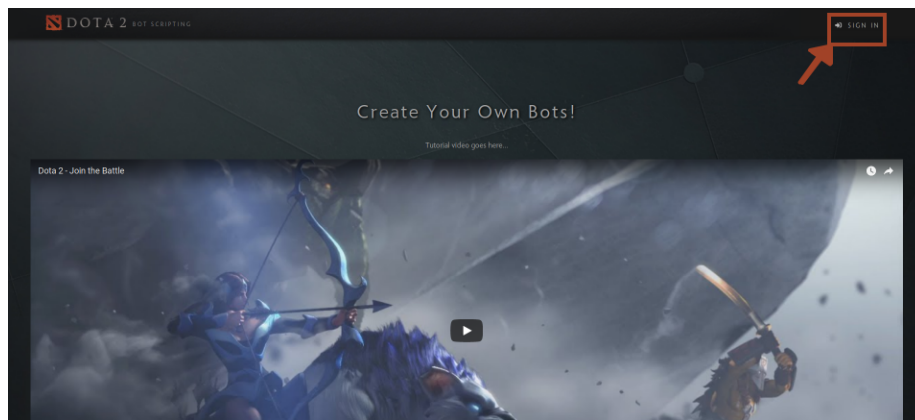 DOTA 2 BOT SCRIPTING
SIGN IN
Create Your Own Bots!
Tutorial video goes here...
Dota 2 - Join the Battle